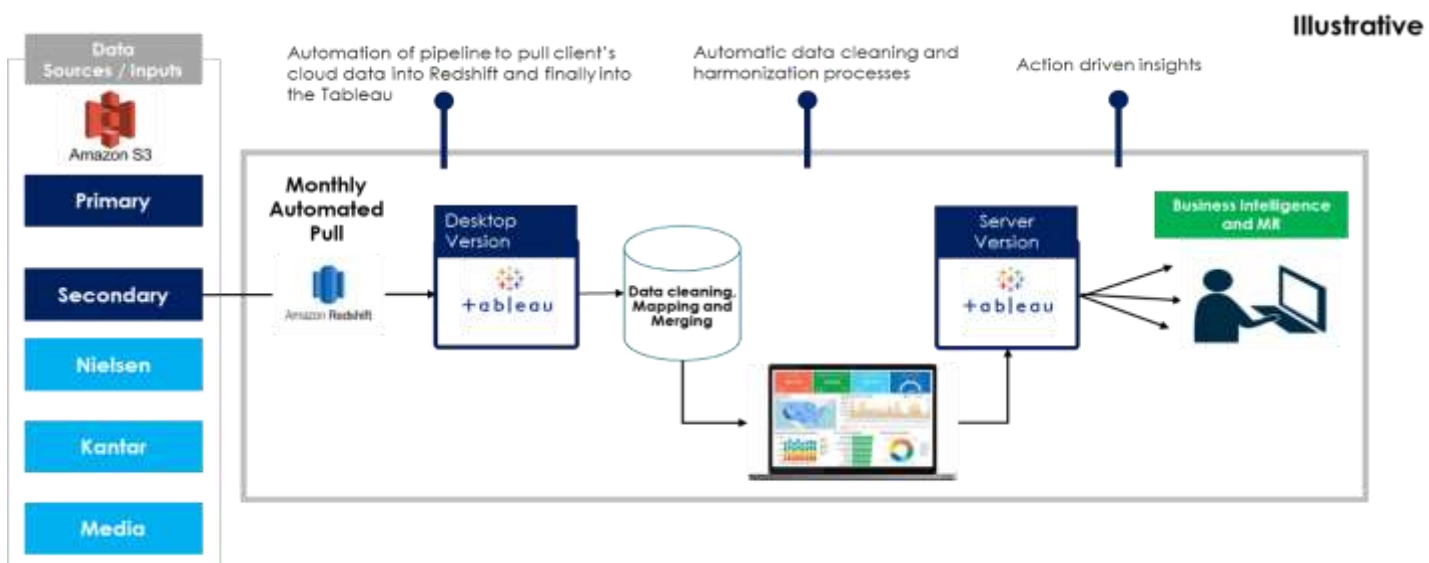 Illustrative
Data
Sources / Inputs
Amazon S3
Primary
Secondary
Nielsen
Kantar
Media
Automation of pipeline to pull client's
cloud data into Redshift and finally into
the Tableau
Automatic data cleaning and
harmonization processes
Action driven insights
Monthly
Automated
Pull
Amazon Redshift
Desktop
Version
+ableau
Data cleaning,
Mapping and
Merging
Server
Version
+ableau
Business Intelligence
and MR